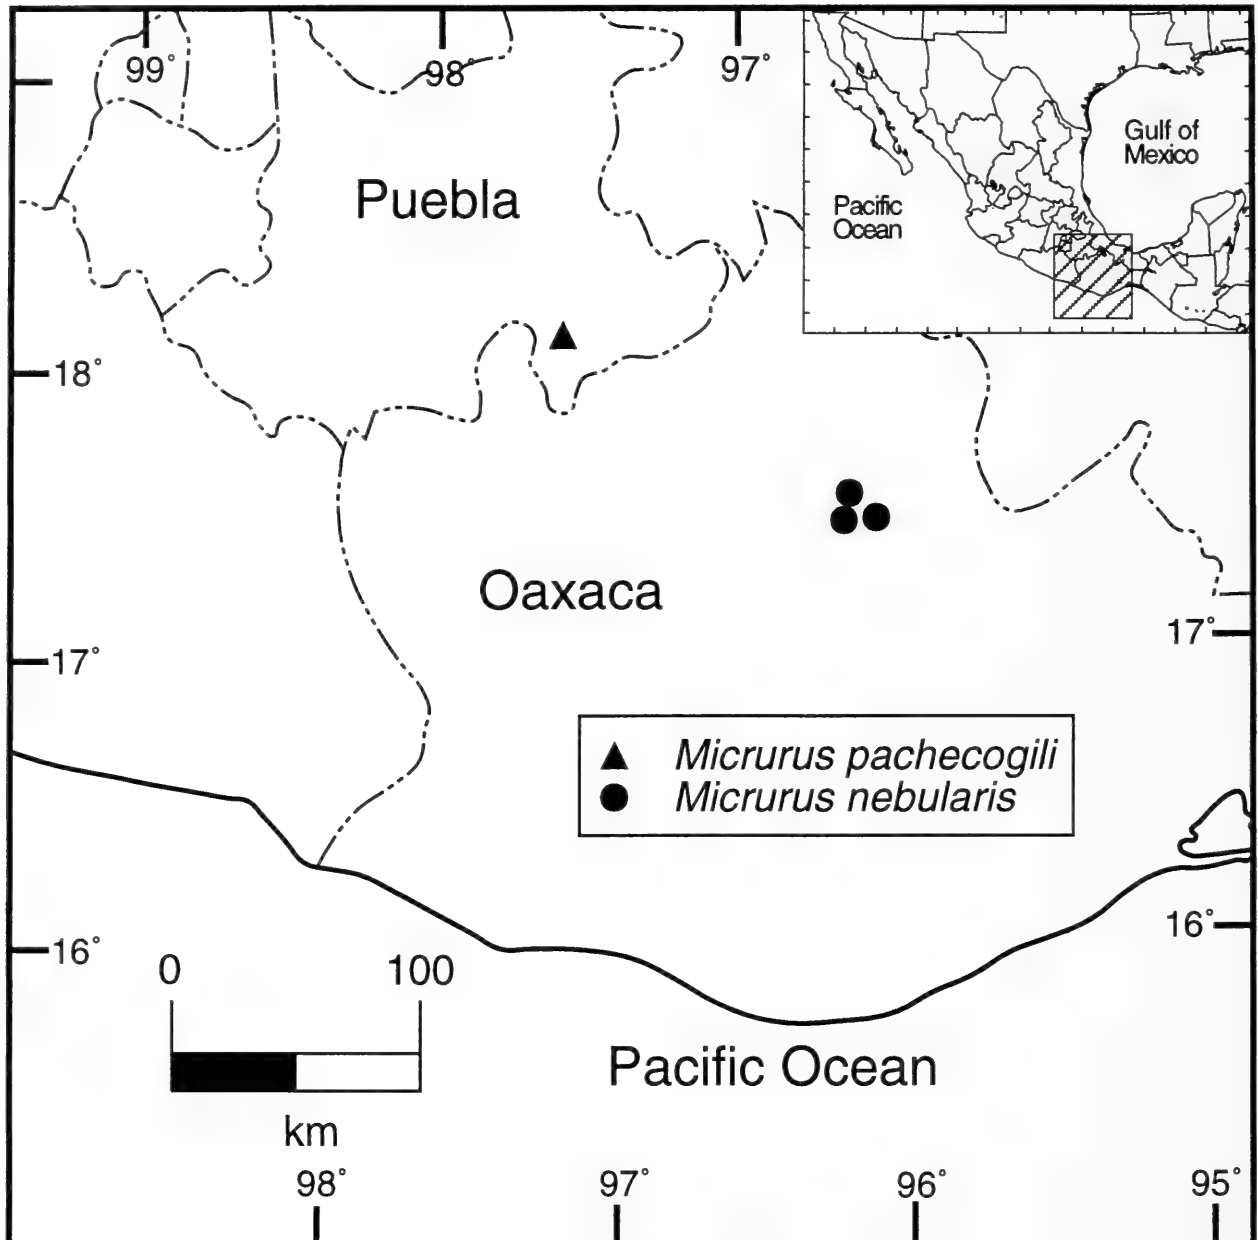 99°
98°
97°
Gulf of
Mexico
Puebla
Pacific
Ocean
18°
Oaxaca
17°
17°
Micrurus pachecogili
Micrurus nebularis
16°
16°
0
100
Pacific Ocean
km
98°
97°
96°
95°